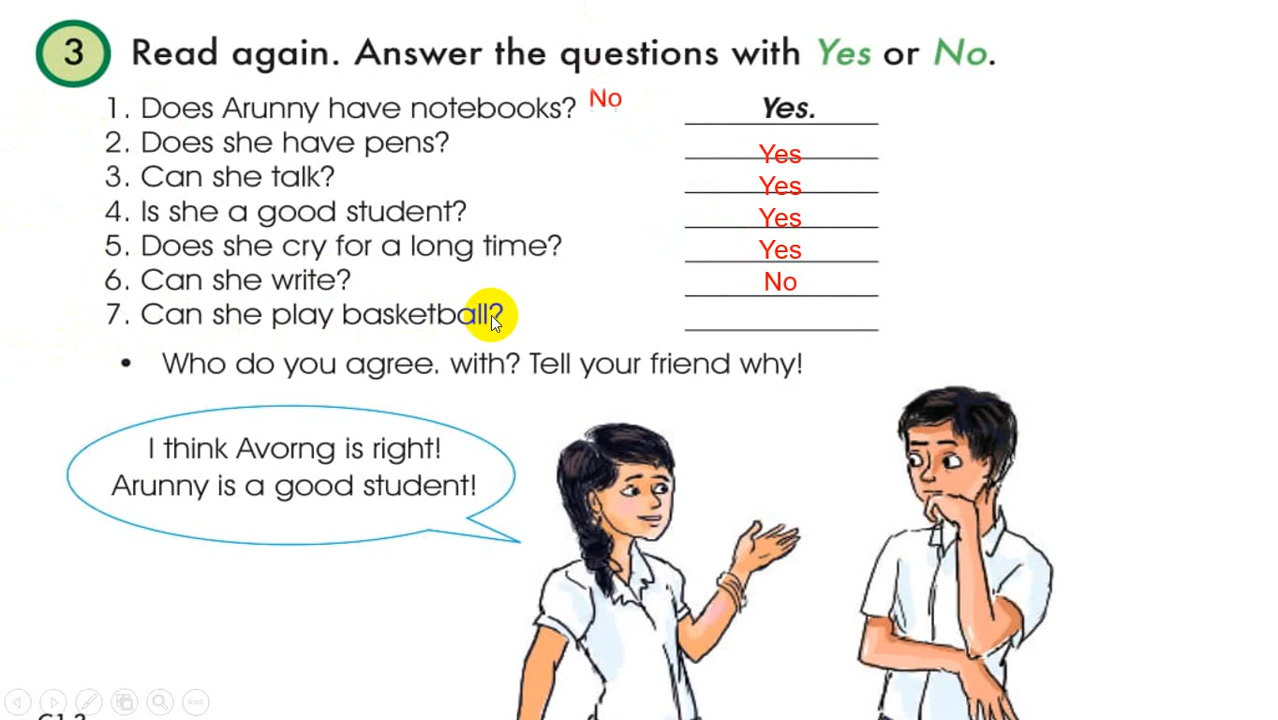 3 Read again. Answer the questions with Yes or No.
1. Does Arunny have notebooks? No Yes.
2. Does she have pens? Yes
3. Can she talk? Yes
4. Is she a good student? Yes
5. Does she cry for a long time? Yes
6. Can she write? No
7. Can she play basketball?
• Who do you agree. with? Tell your friend why!
I think Avorng is right!
Arunny is a good student!